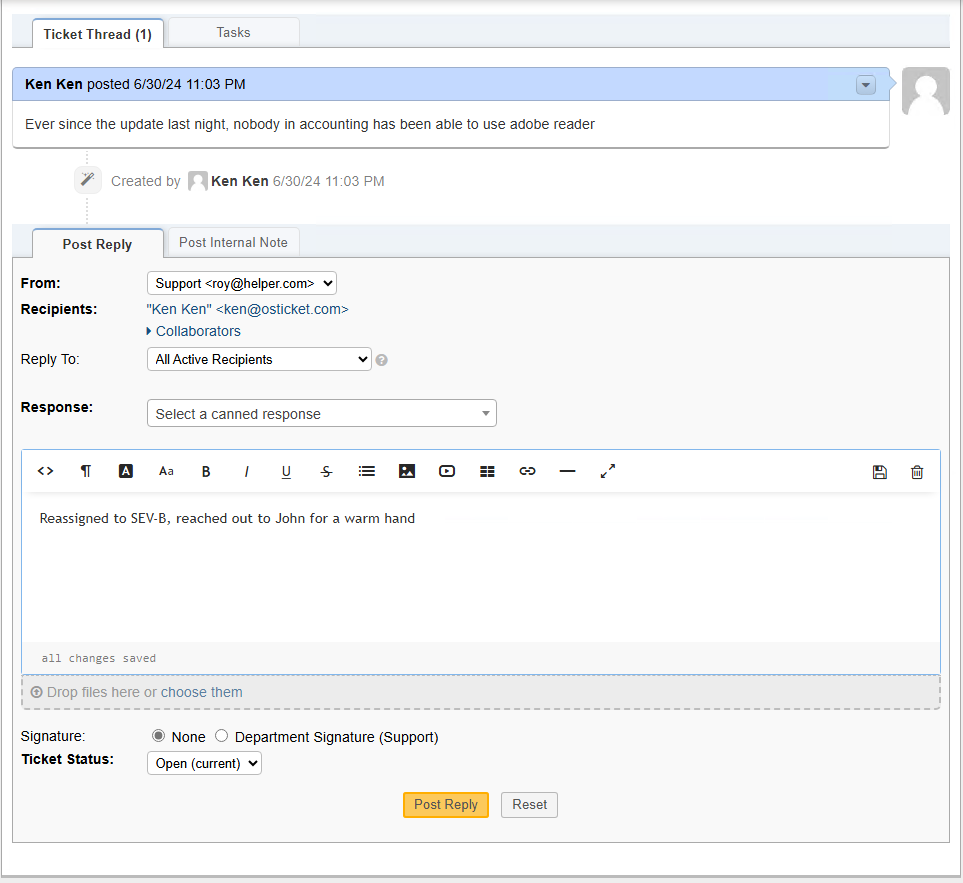 Ticket Thread (1) Tasks
Ken Ken posted 6/30/24 11:03 PM
Ever since the update last night, nobody in accounting has been able to use adobe reader
Created by Ken Ken 6/30/24 11:03 PM
Post Reply Post Internal Note
From: Support <roy@helper.com>
Recipients: "Ken Ken" <ken@osticket.com>
Collaborators
Reply To: All Active Recipients
Response: Select a canned response
<> ¶ A Aa B I U S
Reassigned to SEV-B, reached out to John for a warm hand
all changes saved
Drop files here or choose them
Signature: None Department Signature (Support)
Ticket Status: Open (current)
Post Reply Reset